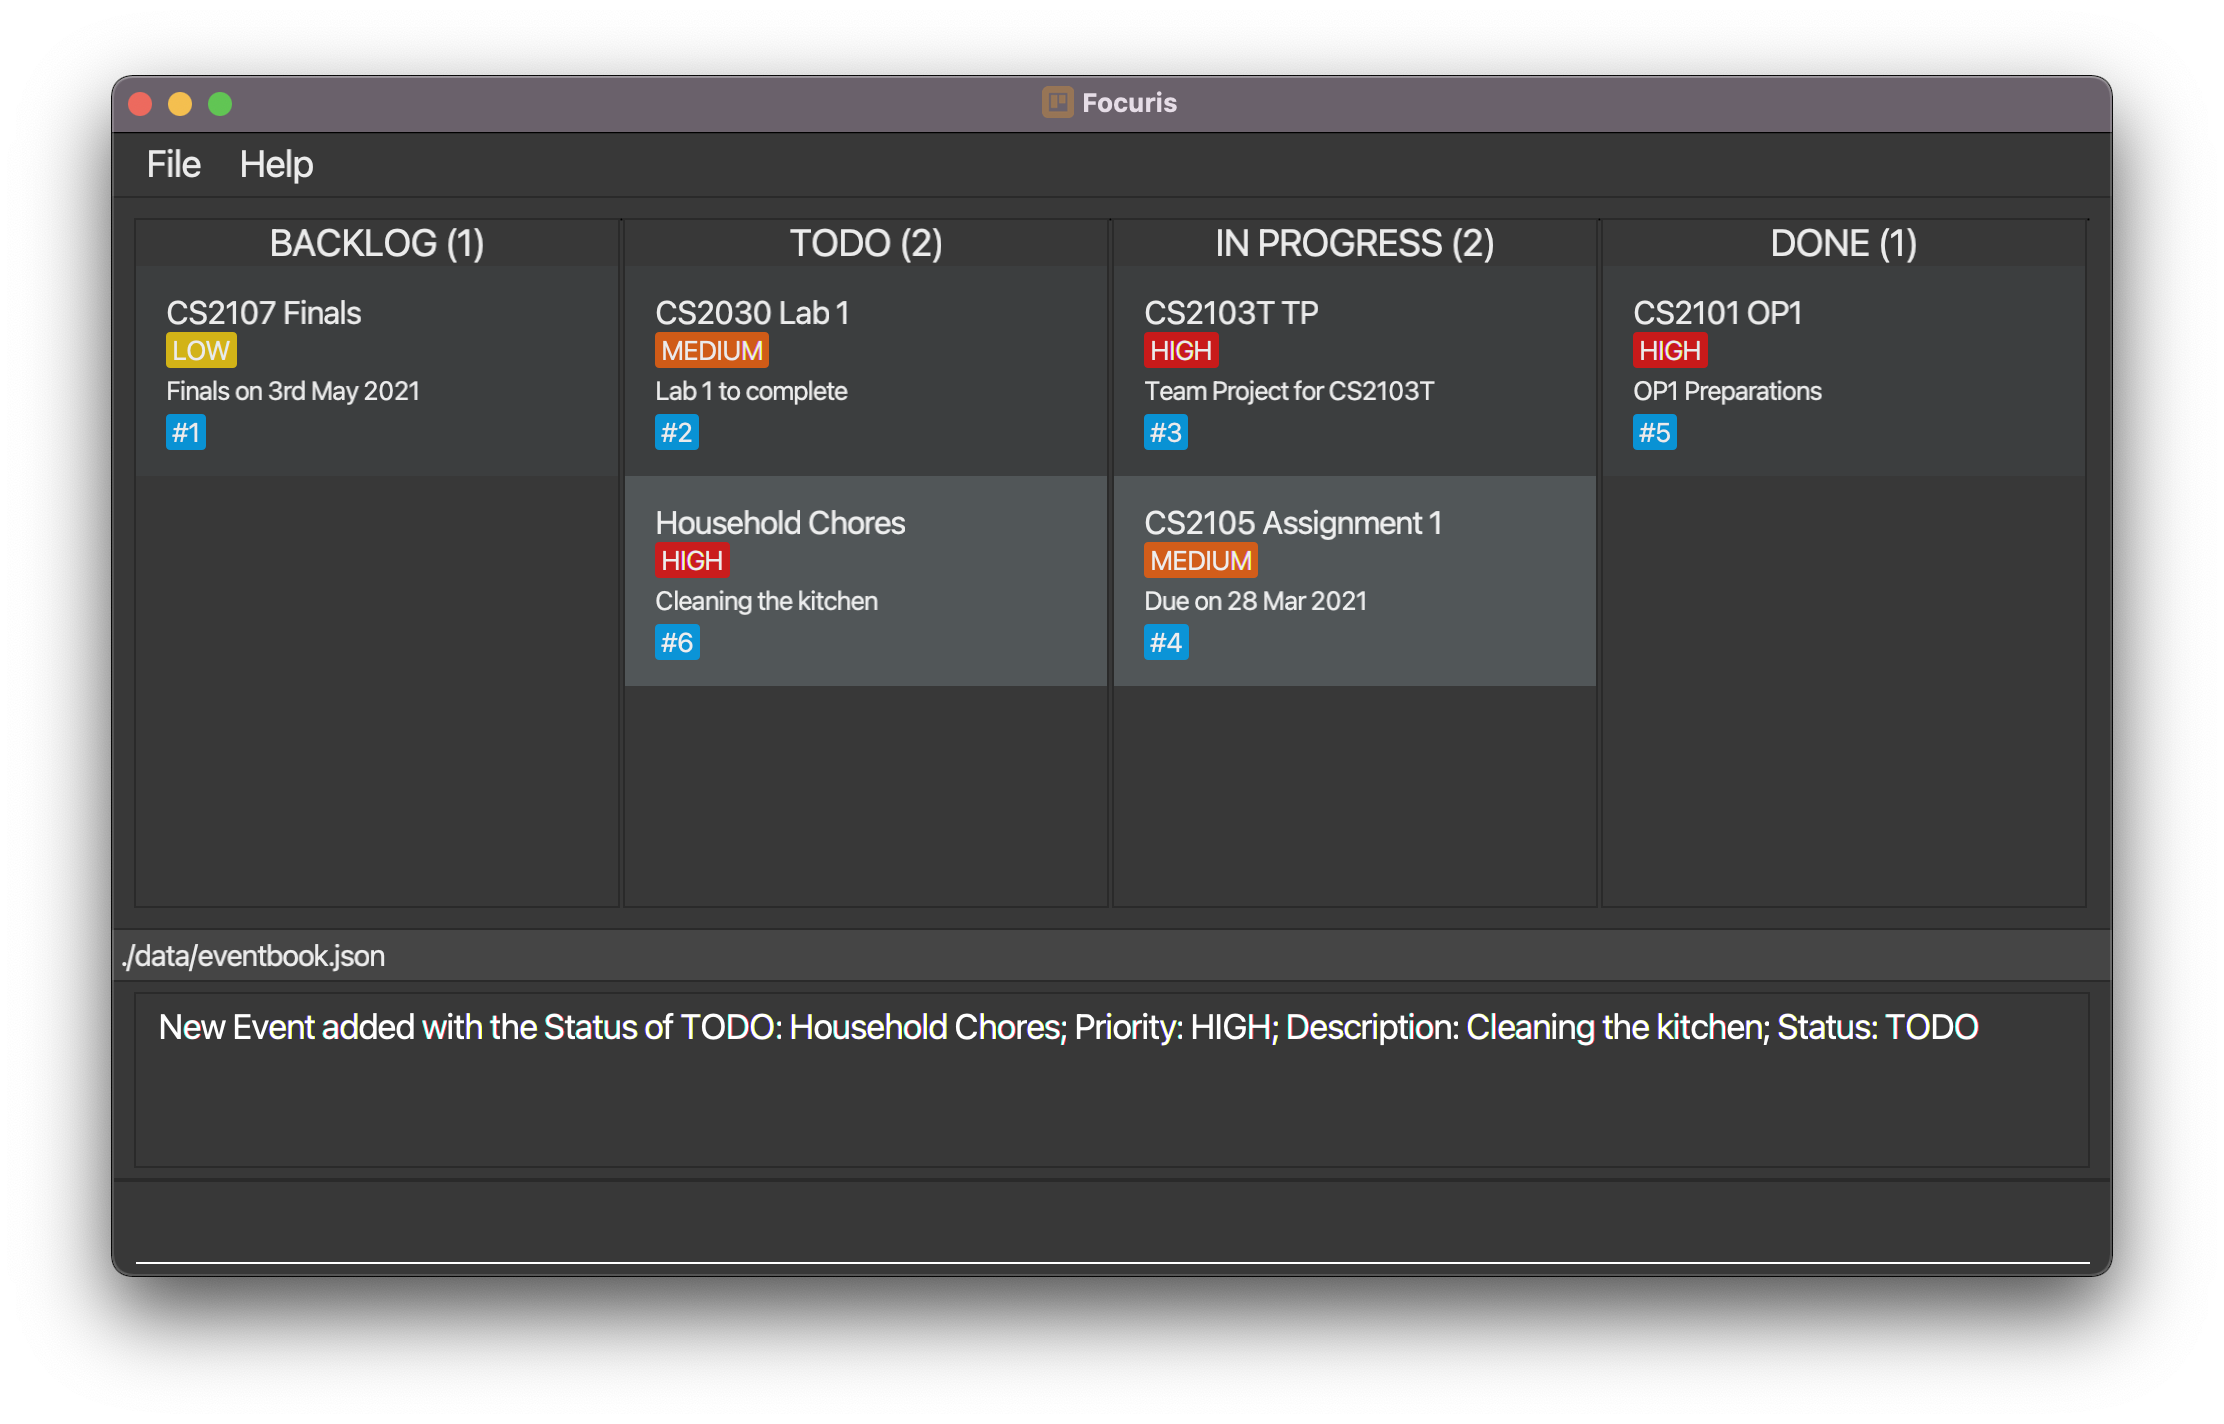 Focuris
File Help
BACKLOG (1)
CS2107 Finals
LOW
Finals on 3rd May 2021
#1
TODO (2)
CS2030 Lab 1
MEDIUM
Lab 1 to complete
#2
Household Chores
HIGH
Cleaning the kitchen
#6
IN PROGRESS (2)
CS2103T TP
HIGH
Team Project for CS2103T
#3
CS2105 Assignment 1
MEDIUM
Due on 28 Mar 2021
#4
DONE (1)
CS2101 OP1
HIGH
OP1 Preparations
#5
./data/eventbook.json
New Event added with the Status of TODO: Household Chores; Priority: HIGH; Description: Cleaning the kitchen; Status: TODO